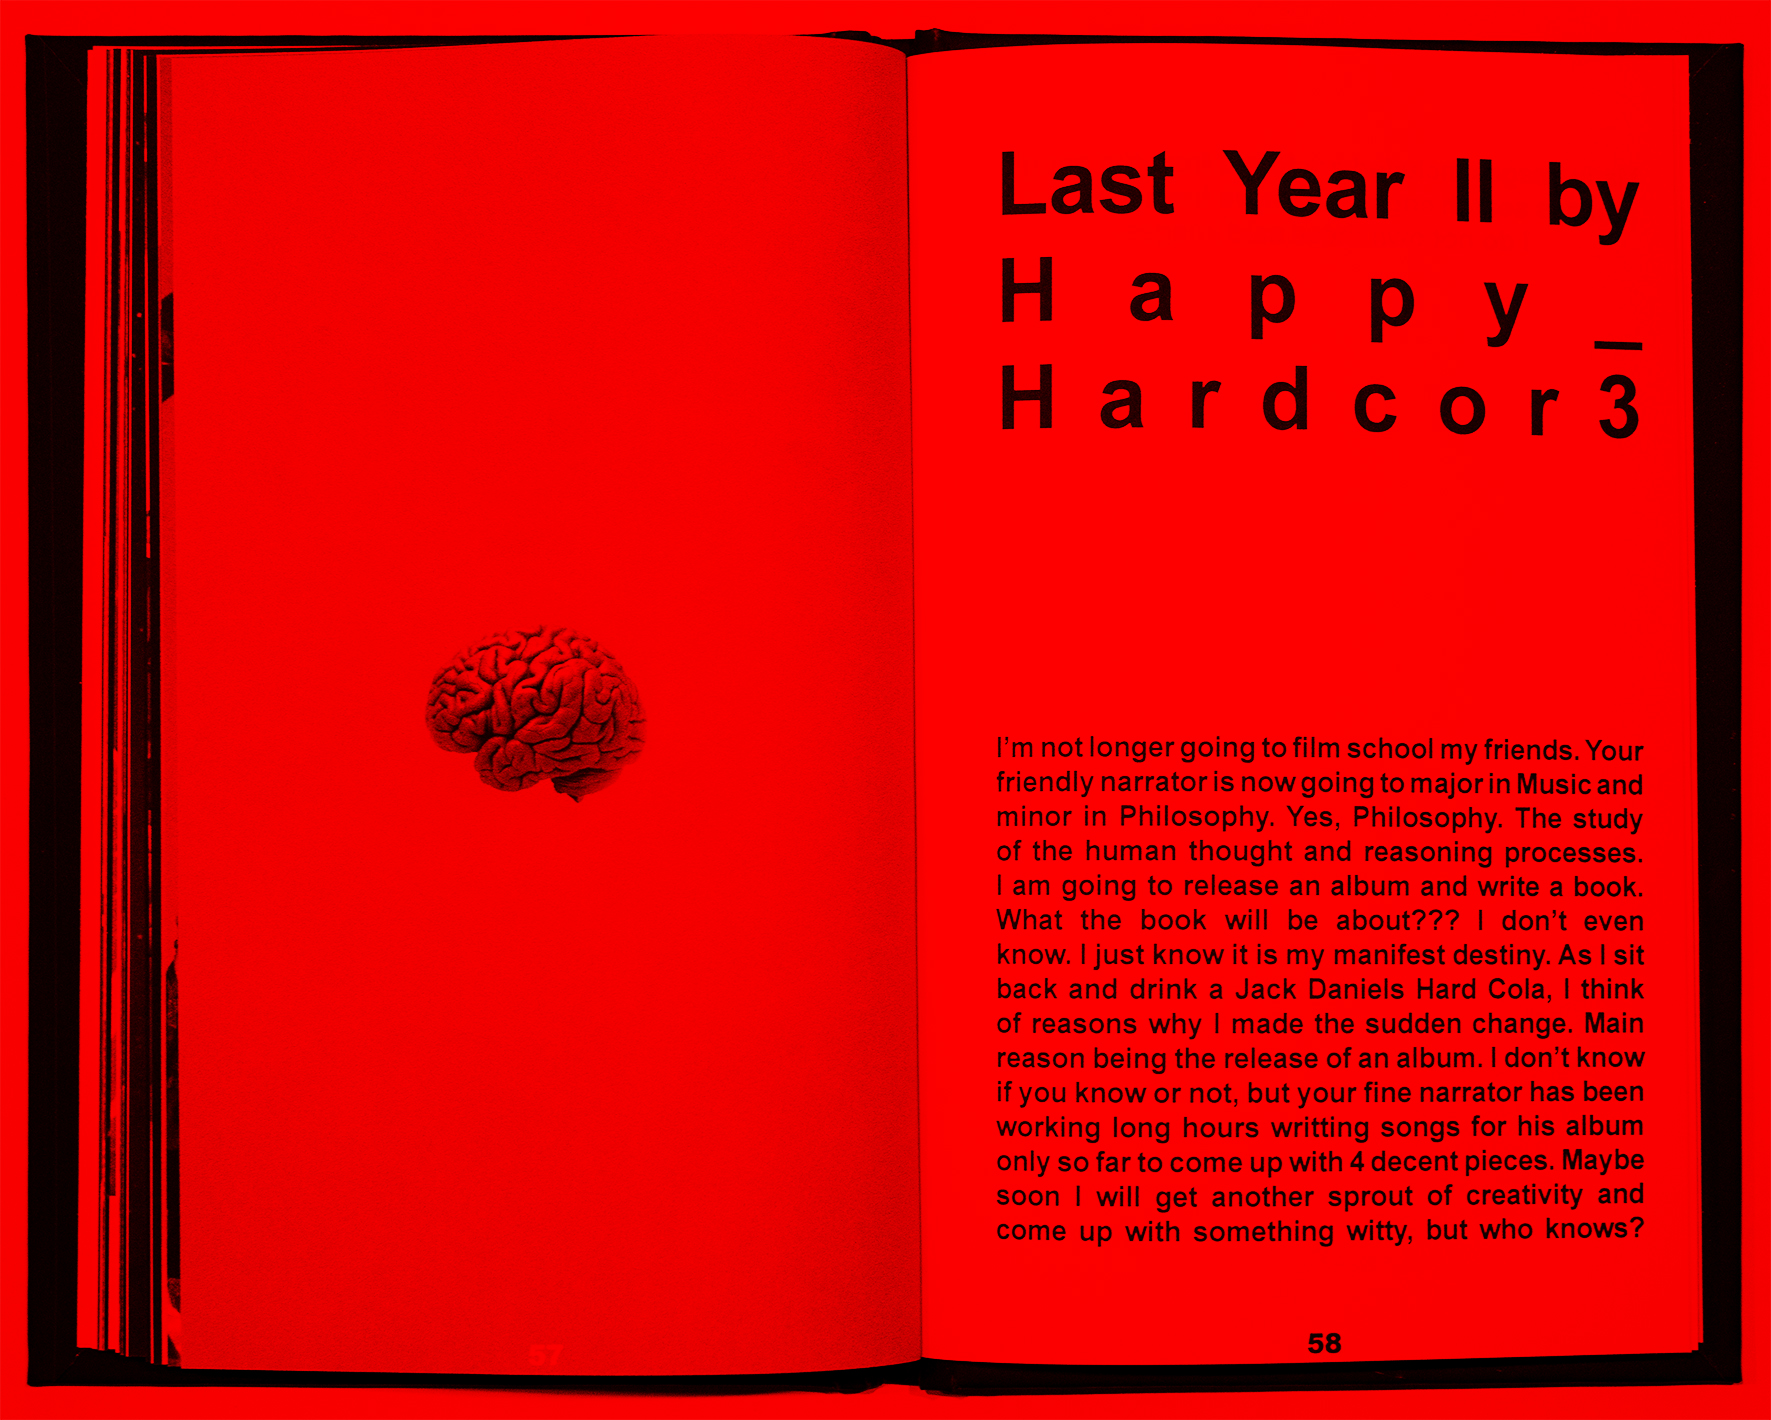 Last Year II by
Happy_
Hardcor3
I'm not longer going to film school my friends. Your
friendly narrator is now going to major in Music and
minor in Philosophy. Yes, Philosophy. The study
of the human thought and reasoning processes.
I am going to release an album and write a book.
What the book will be about??? I don't even
know. I just know it is my manifest destiny. As I sit
back and drink a Jack Daniels Hard Cola, I think
of reasons why I made the sudden change. Main
reason being the release of an album. I don't know
if you know or not, but your fine narrator has been
working long hours writting songs for his album
only so far to come up with 4 decent pieces. Maybe
soon I will get another sprout of creativity and
come up with something witty, but who knows?
57
58